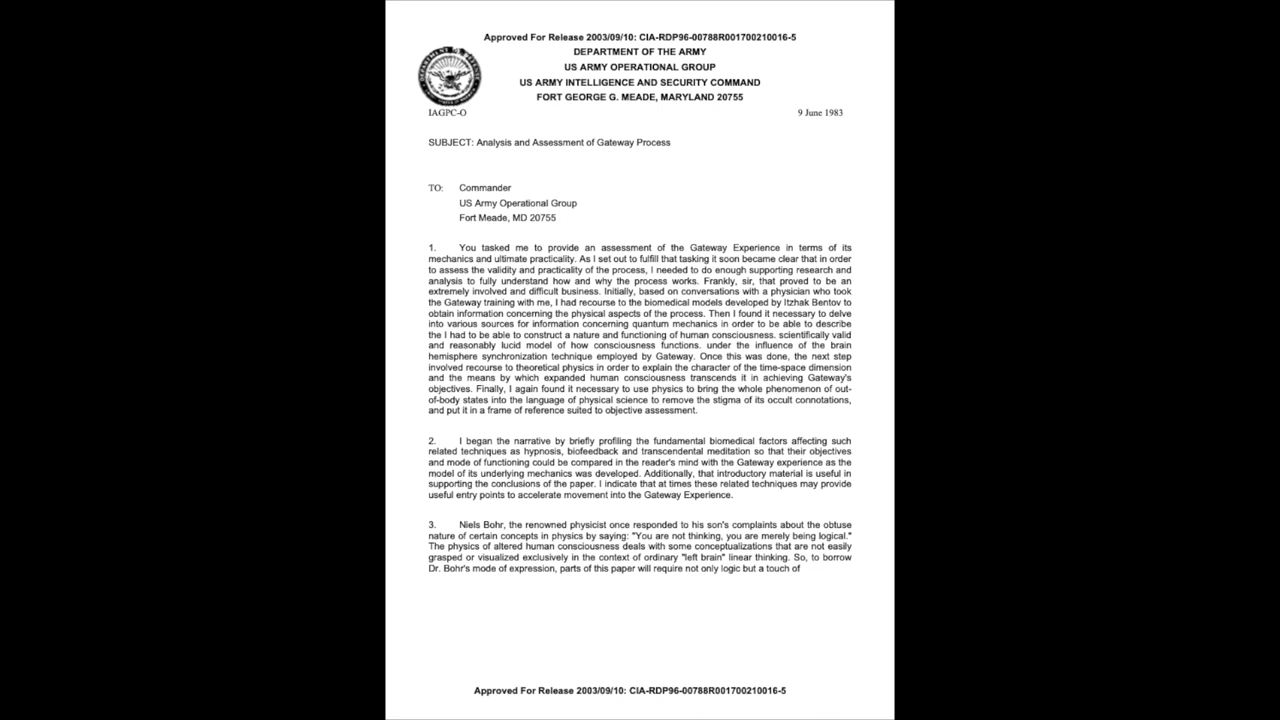 Approved For Release 2003/09/10: CIA-RDP96-00788R001700210016-5
DEPARTMENT OF THE ARMY
US ARMY OPERATIONAL GROUP
US ARMY INTELLIGENCE AND SECURITY COMMAND
FORT GEORGE G. MEADE, MARYLAND 20755
IAGPC-O 9 June 1983
SUBJECT: Analysis and Assessment of Gateway Process
TO: Commander
US Army Operational Group
Fort Meade, MD 20755
1. You tasked me to provide an assessment of the Gateway Experience in terms of its
mechanics and ultimate practicality. As I set out to fulfill that tasking it soon became clear that in order
to assess the validity and practicality of the process, I needed to do enough supporting research and
analysis to fully understand how and why the process works. Frankly, sir, that proved to be an
extremely involved and difficult business. Initially, based on conversations with a physician who took
the Gateway training with me, I had recourse to the biomedical models developed by Itzhak Bentov to
obtain information concerning the physical aspects of the process. Then I found it necessary to delve
into various sources for information concerning quantum mechanics in order to be able to describe
the I had to be able to construct a nature and functioning of human consciousness. scientifically valid
and reasonably lucid model of how consciousness functions. under the influence of the brain
hemisphere synchronization technique employed by Gateway. Once this was done, the next step
involved recourse to theoretical physics in order to explain the character of the time-space dimension
and the means by which expanded human consciousness transcends it in achieving Gateway's
objectives. Finally, I again found it necessary to use physics to bring the whole phenomenon of out-
of-body states into the language of physical science to remove the stigma of its occult connotations,
and put it in a frame of reference suited to objective assessment.
2. I began the narrative by briefly profiling the fundamental biomedical factors affecting such
related techniques as hypnosis, biofeedback and transcendental meditation so that their objectives
and mode of functioning could be compared in the reader's mind with the Gateway experience as the
model of its underlying mechanics was developed. Additionally, that introductory material is useful in
supporting the conclusions of the paper. I indicate that at times these related techniques may provide
useful entry points to accelerate movement into the Gateway Experience.
3. Niels Bohr, the renowned physicist once responded to his son's complaints about the obtuse
nature of certain concepts in physics by saying: "You are not thinking, you are merely being logical."
The physics of altered human consciousness deals with some conceptualizations that are not easily
grasped or visualized exclusively in the context of ordinary "left brain" linear thinking. So, to borrow
Dr. Bohr's mode of expression, parts of this paper will require not only logic but a touch of
Approved For Release 2003/09/10: CIA-RDP96-00788R001700210016-5